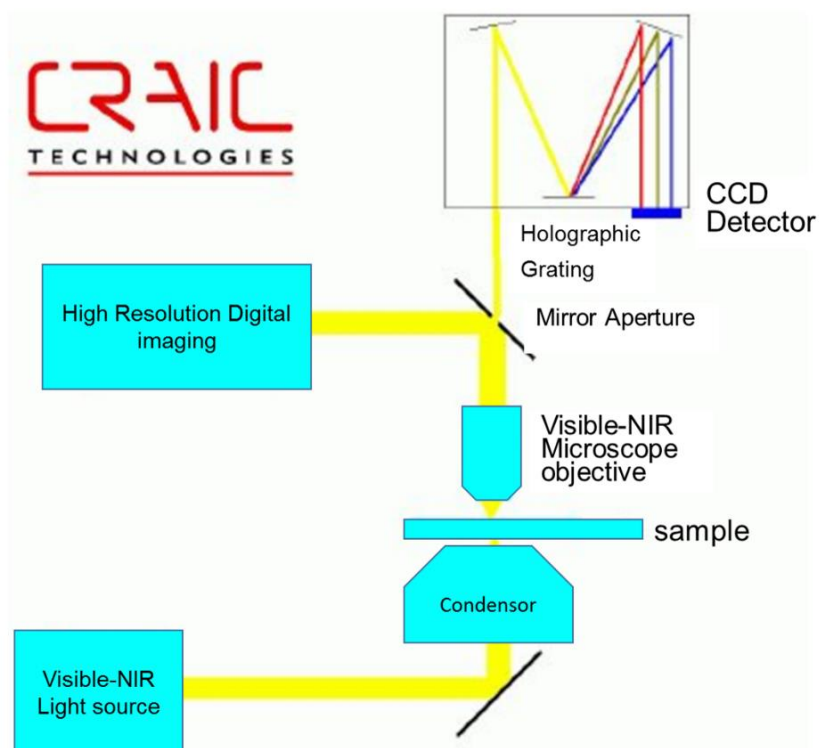 CRAIC
TECHNOLOGIES
CCD
Detector
Holographic
Grating
High Resolution Digital
imaging
Mirror Aperture
Visible-NIR
Microscope
objective
sample
Condensor
Visible-NIR
Light source